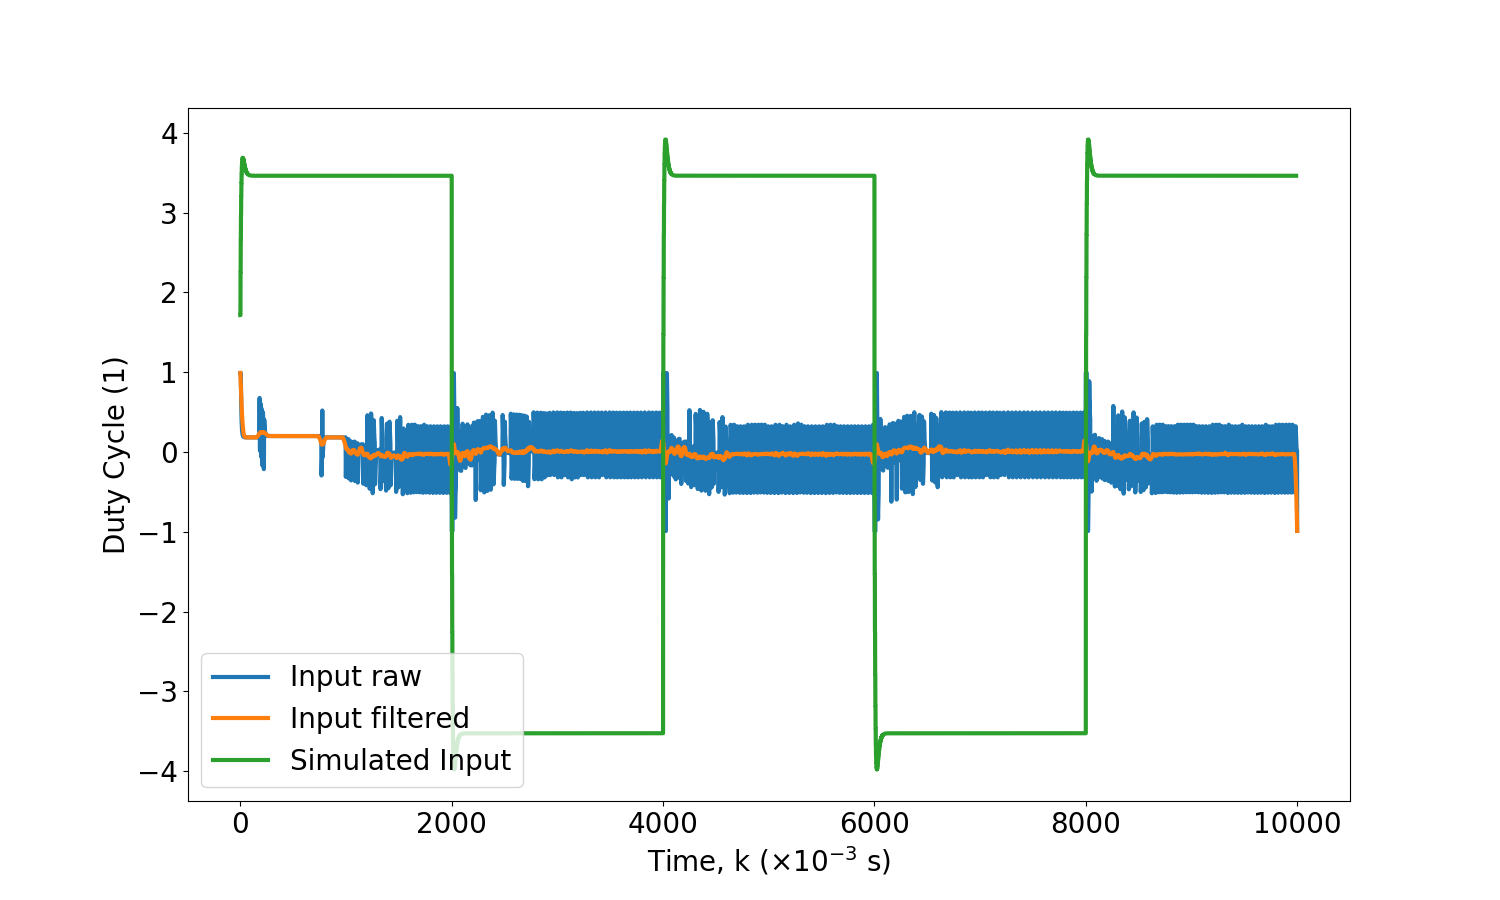 4
3
2
1
0
−1
−2
−3
−4
Duty Cycle (1)
Input raw
Input filtered
Simulated Input
0 2000 4000 6000 8000 10000
Time, k (×10⁻³ s)